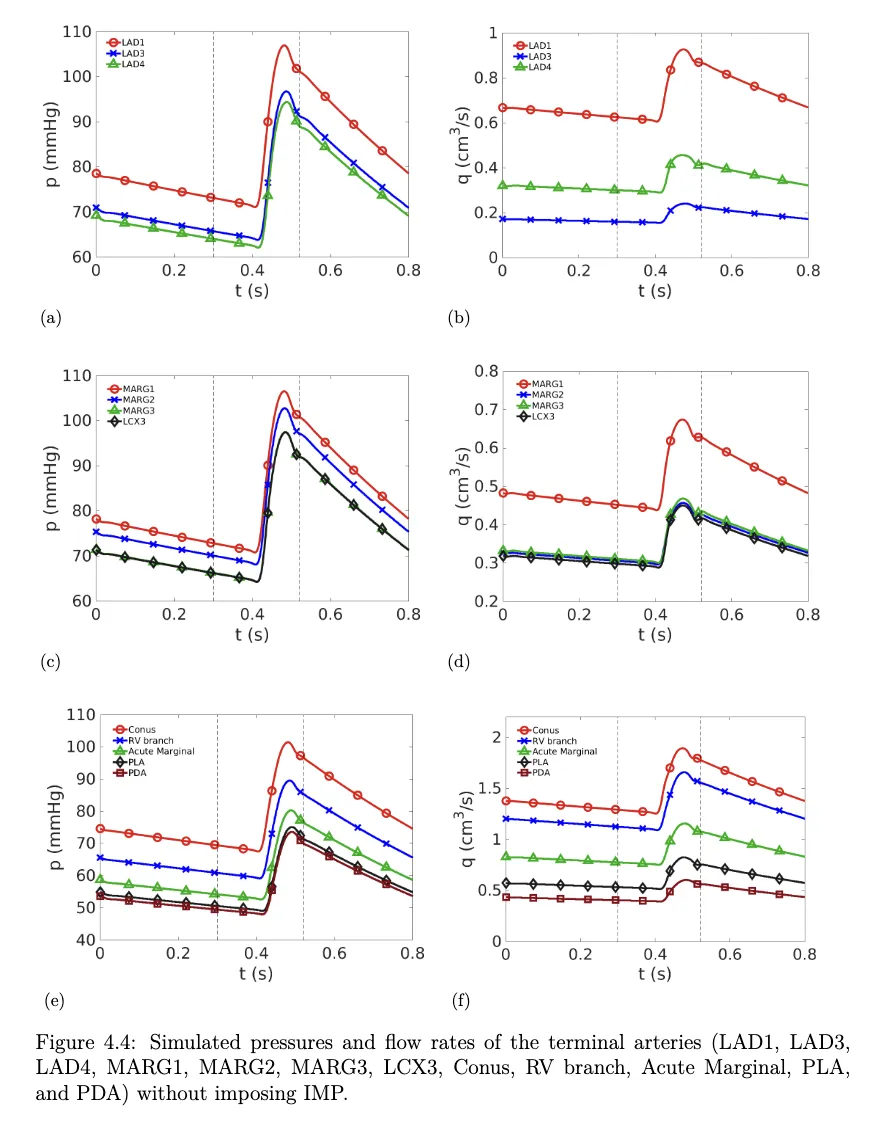 110
100
90
80
70
60
p (mmHg)
LAD1
LAD3
LAD4
0 0.2 0.4 0.6 0.8
t (s)
(a)
1
0.8
0.6
0.4
0.2
0
q (cm³/s)
LAD1
LAD3
LAD4
0 0.2 0.4 0.6 0.8
t (s)
(b)
110
100
90
80
70
60
p (mmHg)
MARG1
MARG2
MARG3
LCX3
0 0.2 0.4 0.6 0.8
t (s)
(c)
0.8
0.7
0.6
0.5
0.4
0.3
0.2
q (cm³/s)
MARG1
MARG2
MARG3
LCX3
0 0.2 0.4 0.6 0.8
t (s)
(d)
110
100
90
80
70
60
50
40
p (mmHg)
Conus
RV branch
Acute Marginal
PLA
PDA
0 0.2 0.4 0.6 0.8
t (s)
(e)
2
1.5
1
0.5
0
q (cm³/s)
Conus
RV branch
Acute Marginal
PLA
PDA
0 0.2 0.4 0.6 0.8
t (s)
(f)
Figure 4.4: Simulated pressures and flow rates of the terminal arteries (LAD1, LAD3,
LAD4, MARG1, MARG2, MARG3, LCX3, Conus, RV branch, Acute Marginal, PLA,
and PDA) without imposing IMP.